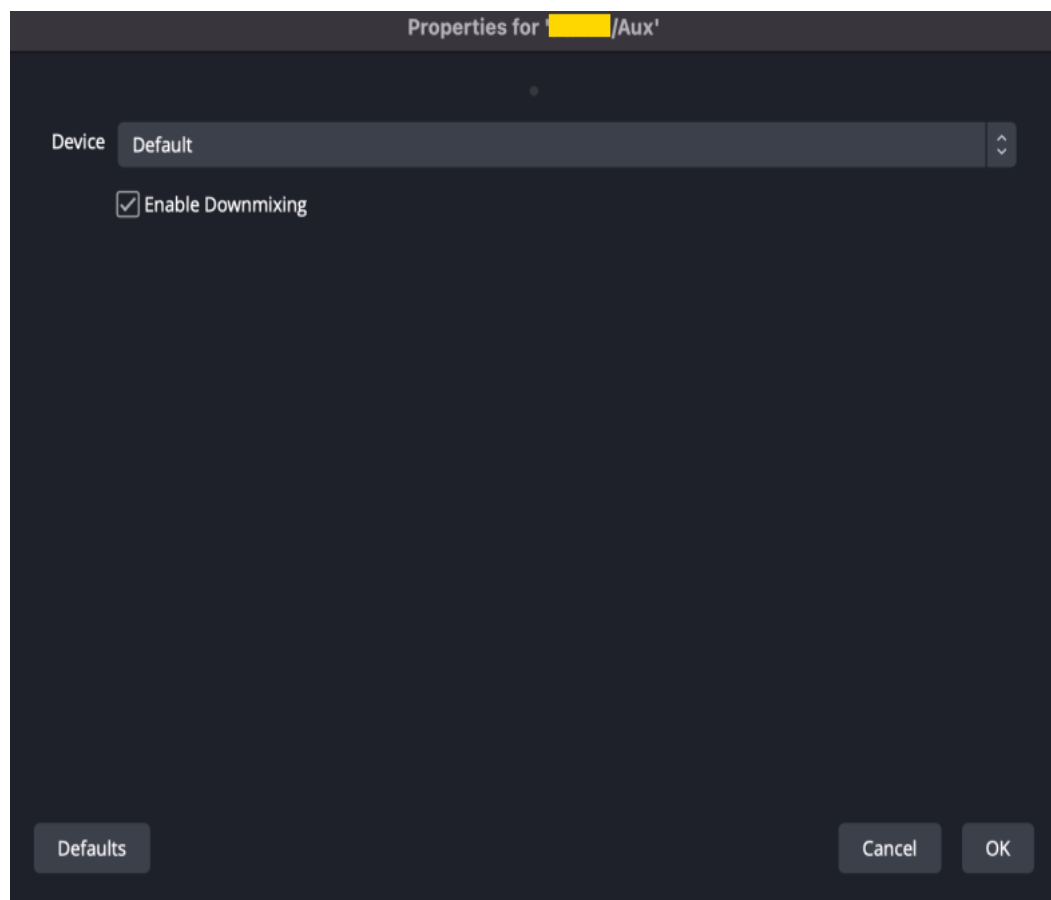 Properties for ' /Aux'
Device Default
Enable Downmixing
Defaults Cancel OK